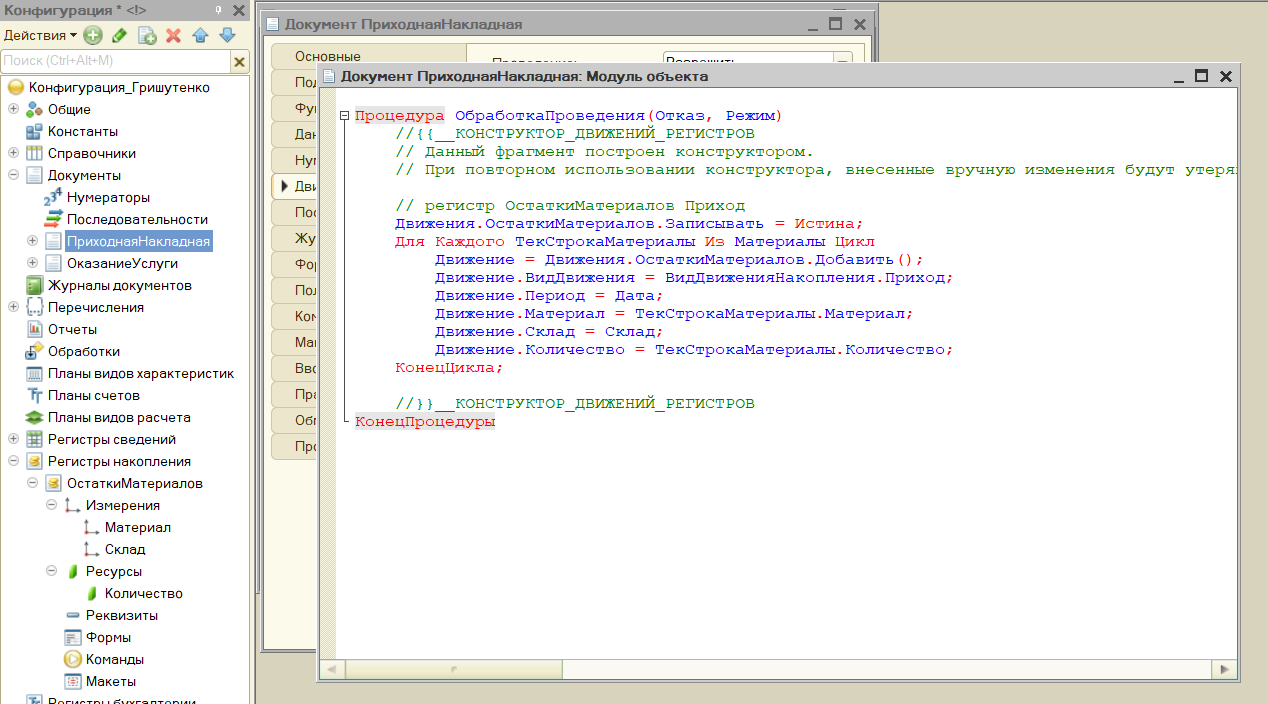 Конфигурация * <!>
Действия
Поиск (Ctrl+Alt+M)
Конфигурация_Гришутенко
Общие
Константы
Справочники
Документы
Нумераторы
Последовательности
ПриходнаяНакладная
ОказаниеУслуги
Журналы документов
Перечисления
Отчеты
Обработки
Планы видов характеристик
Планы счетов
Планы видов расчета
Регистры сведений
Регистры накопления
ОстаткиМатериалов
Измерения
Материал
Склад
Ресурсы
Количество
Реквизиты
Формы
Команды
Макеты
Регистры бухгалтерии
Документ ПриходнаяНакладная
Основные
Документ ПриходнаяНакладная: Модуль объекта
Процедура ОбработкаПроведения(Отказ, Режим)
//{{__КОНСТРУКТОР_ДВИЖЕНИЙ_РЕГИСТРОВ
// Данный фрагмент построен конструктором.
// При повторном использовании конструктора, внесенные вручную изменения будут утеря
// регистр ОстаткиМатериалов Приход
Движения.ОстаткиМатериалов.Записывать = Истина;
Для Каждого ТекСтрокаМатериалы Из Материалы Цикл
Движение = Движения.ОстаткиМатериалов.Добавить();
Движение.ВидДвижения = ВидДвиженияНакопления.Приход;
Движение.Период = Дата;
Движение.Материал = ТекСтрокаМатериалы.Материал;
Движение.Склад = Склад;
Движение.Количество = ТекСтрокаМатериалы.Количество;
КонецЦикла;
//}}__КОНСТРУКТОР_ДВИЖЕНИЙ_РЕГИСТРОВ
КонецПроцедуры